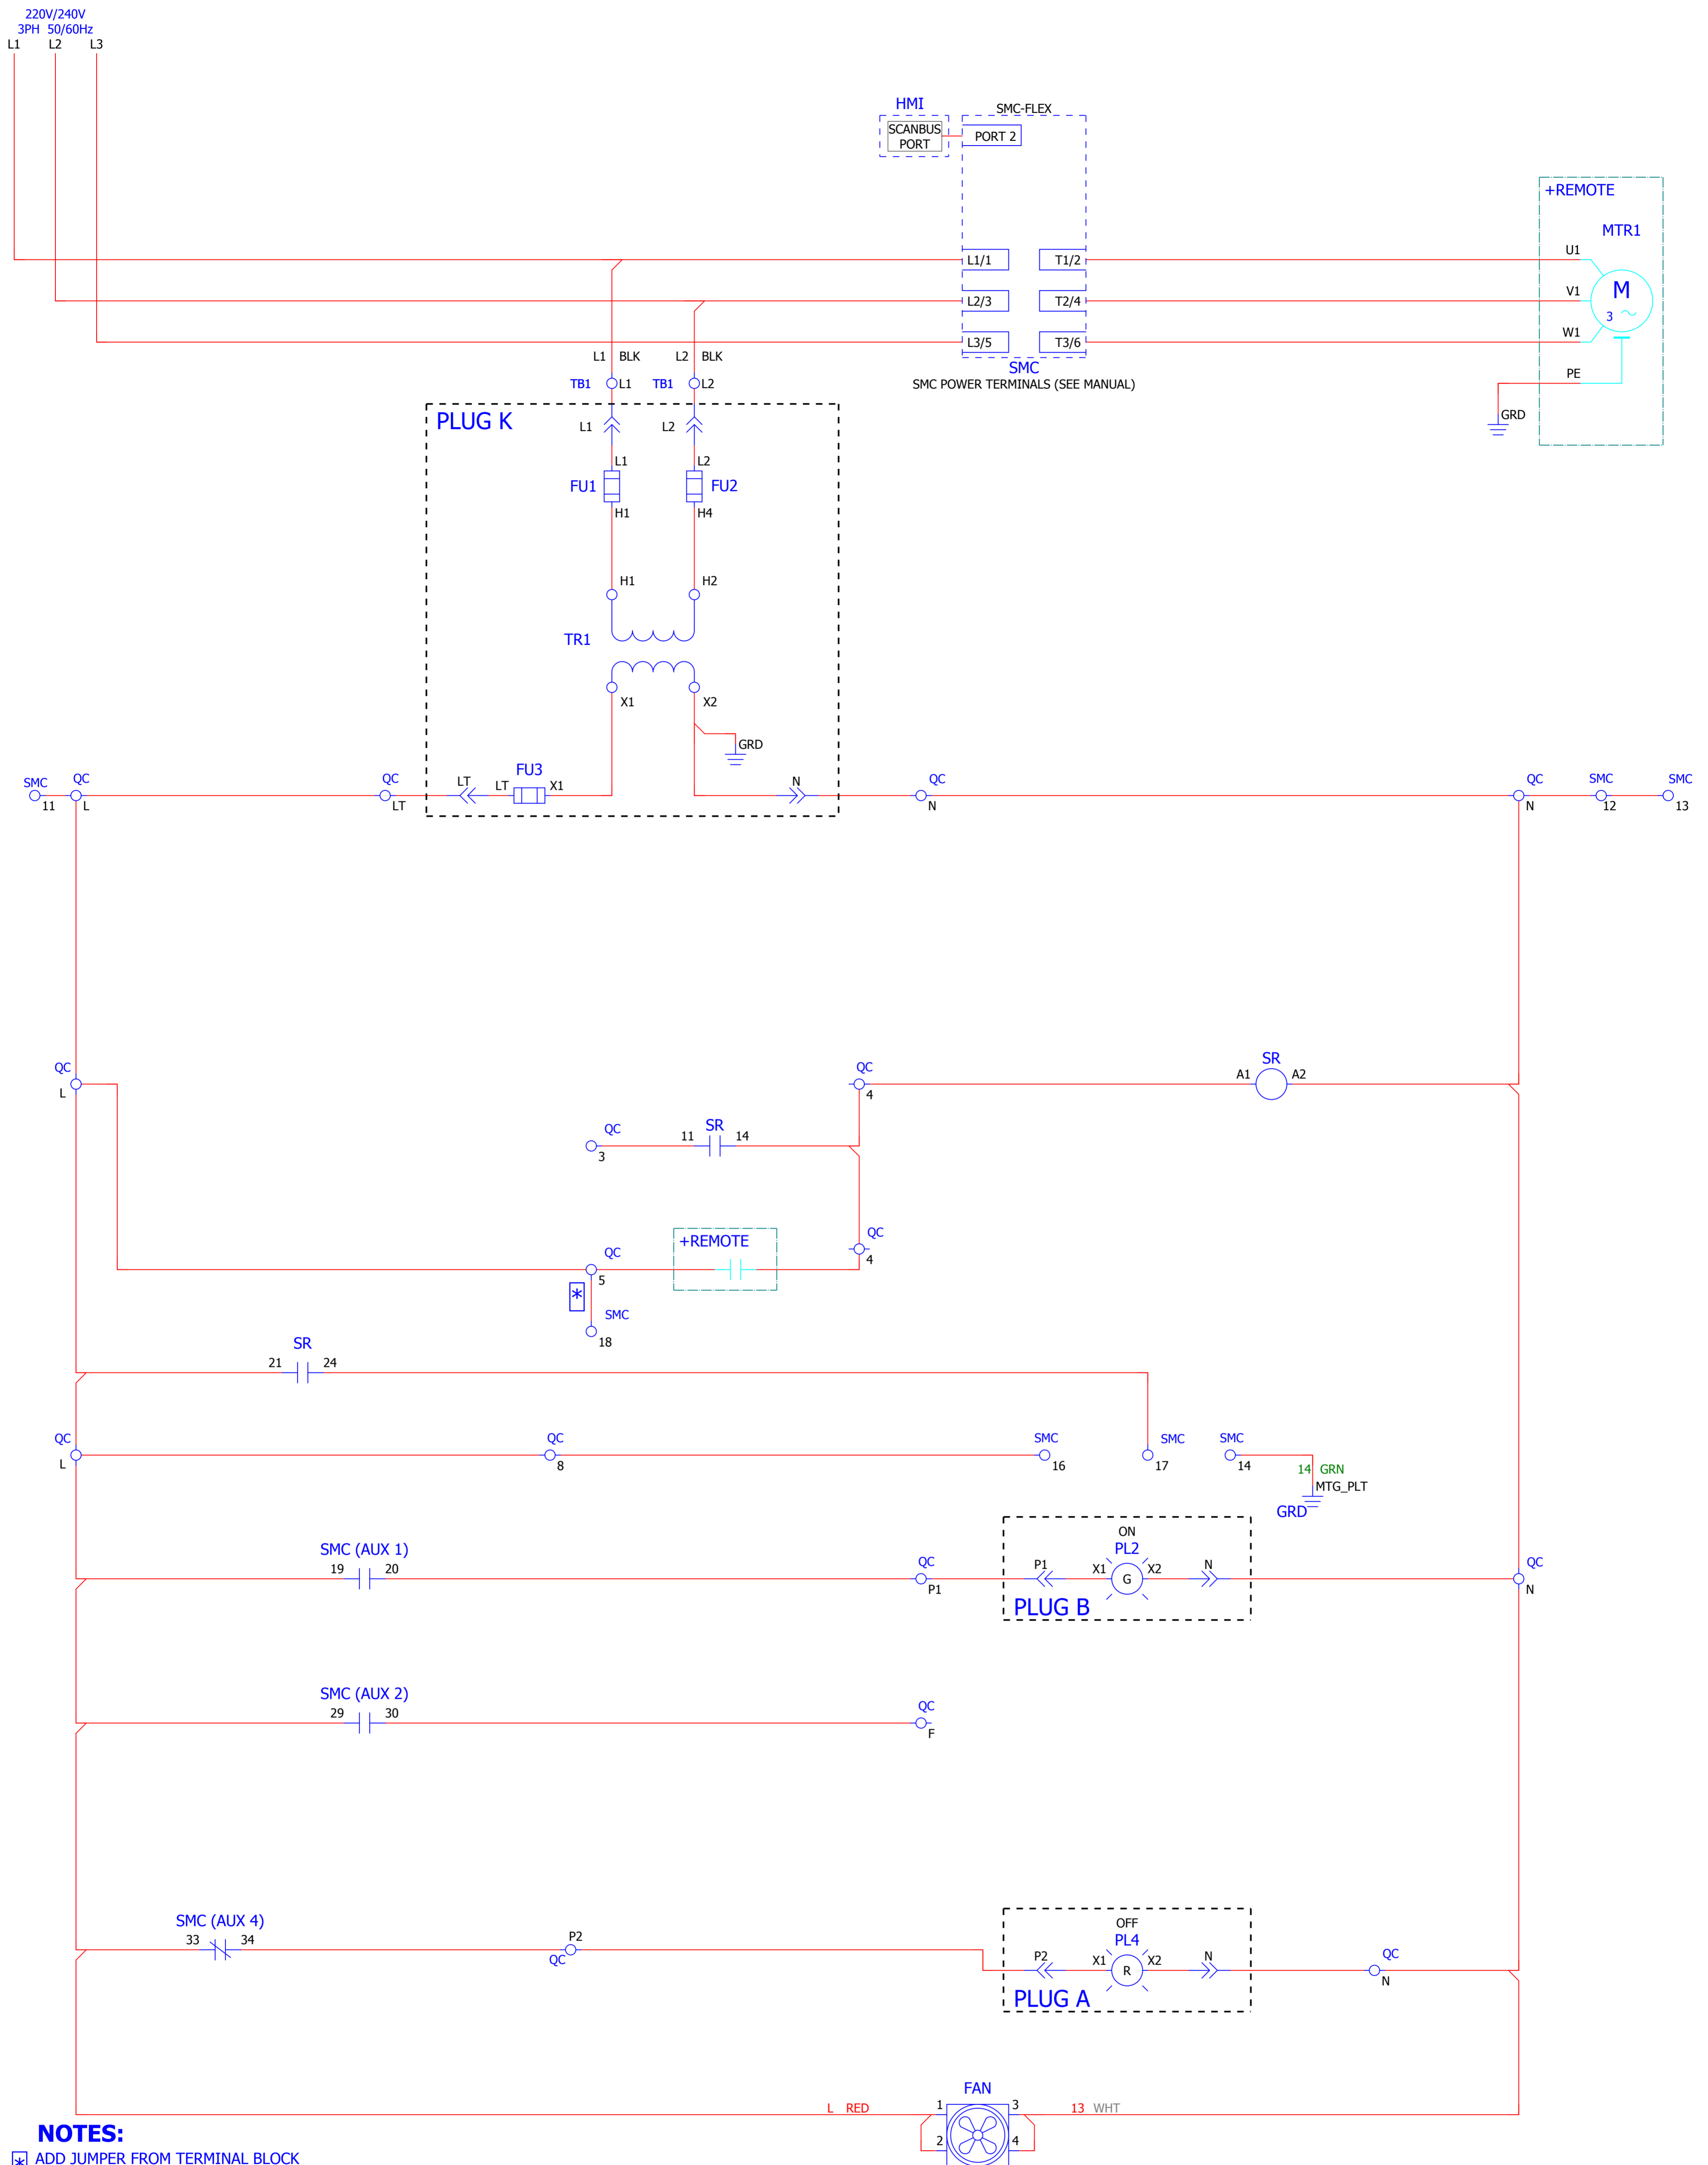 220V/240V
3PH 50/60Hz
L1 L2 L3
HMI
SMC-FLEX
SCANBUS
PORT
PORT 2
+REMOTE
MTR1
U1
L1/1 T1/2
M
V1
L2/3 T2/4
3
W1
L3/5 T3/6
L1 BLK L2 BLK
SMC
PE
TB1 L1 TB1 L2
SMC POWER TERMINALS (SEE MANUAL)
GRD
PLUG K
L1 L2
L1 L2
FU1 FU2
H1 H4
H1 H2
TR1
X1 X2
GRD
FU3
SMC QC QC LT LT X1 N QC QC SMC SMC
11 L LT N N 12 13
SR
QC QC A1 A2
L 4
SR
QC 11 14
3
QC
+REMOTE
QC 4
5
*
SMC
18
SR
21 24
QC QC SMC SMC SMC
L 8 16 17 14
14 GRN
MTG_PLT
GRD
ON
SMC (AUX 1) PL2
19 20 QC P1 X1 X2 N QC
G
P1 N
PLUG B
SMC (AUX 2)
29 30 QC
F
OFF
SMC (AUX 4)
33 34 P2 PL4
QC P2 X1 X2 N QC
R
N
PLUG A
FAN
L RED 1 3 13 WHT
2 4
NOTES:
* ADD JUMPER FROM TERMINAL BLOCK